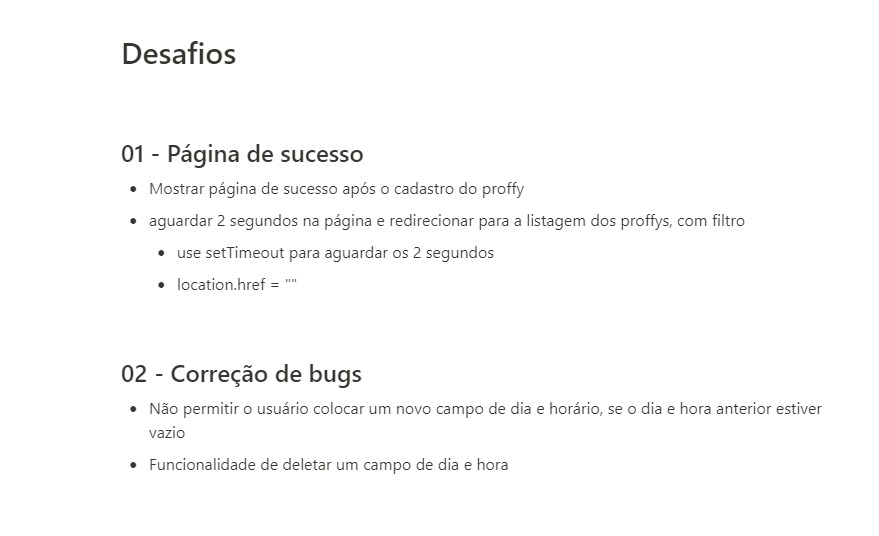 Desafios
01 - Página de sucesso
• Mostrar página de sucesso após o cadastro do proffy
• aguardar 2 segundos na página e redirecionar para a listagem dos proffys, com filtro
• use setTimeout para aguardar os 2 segundos
• location.href = ""
02 - Correção de bugs
• Não permitir o usuário colocar um novo campo de dia e horário, se o dia e hora anterior estiver
vazio
• Funcionalidade de deletar um campo de dia e hora